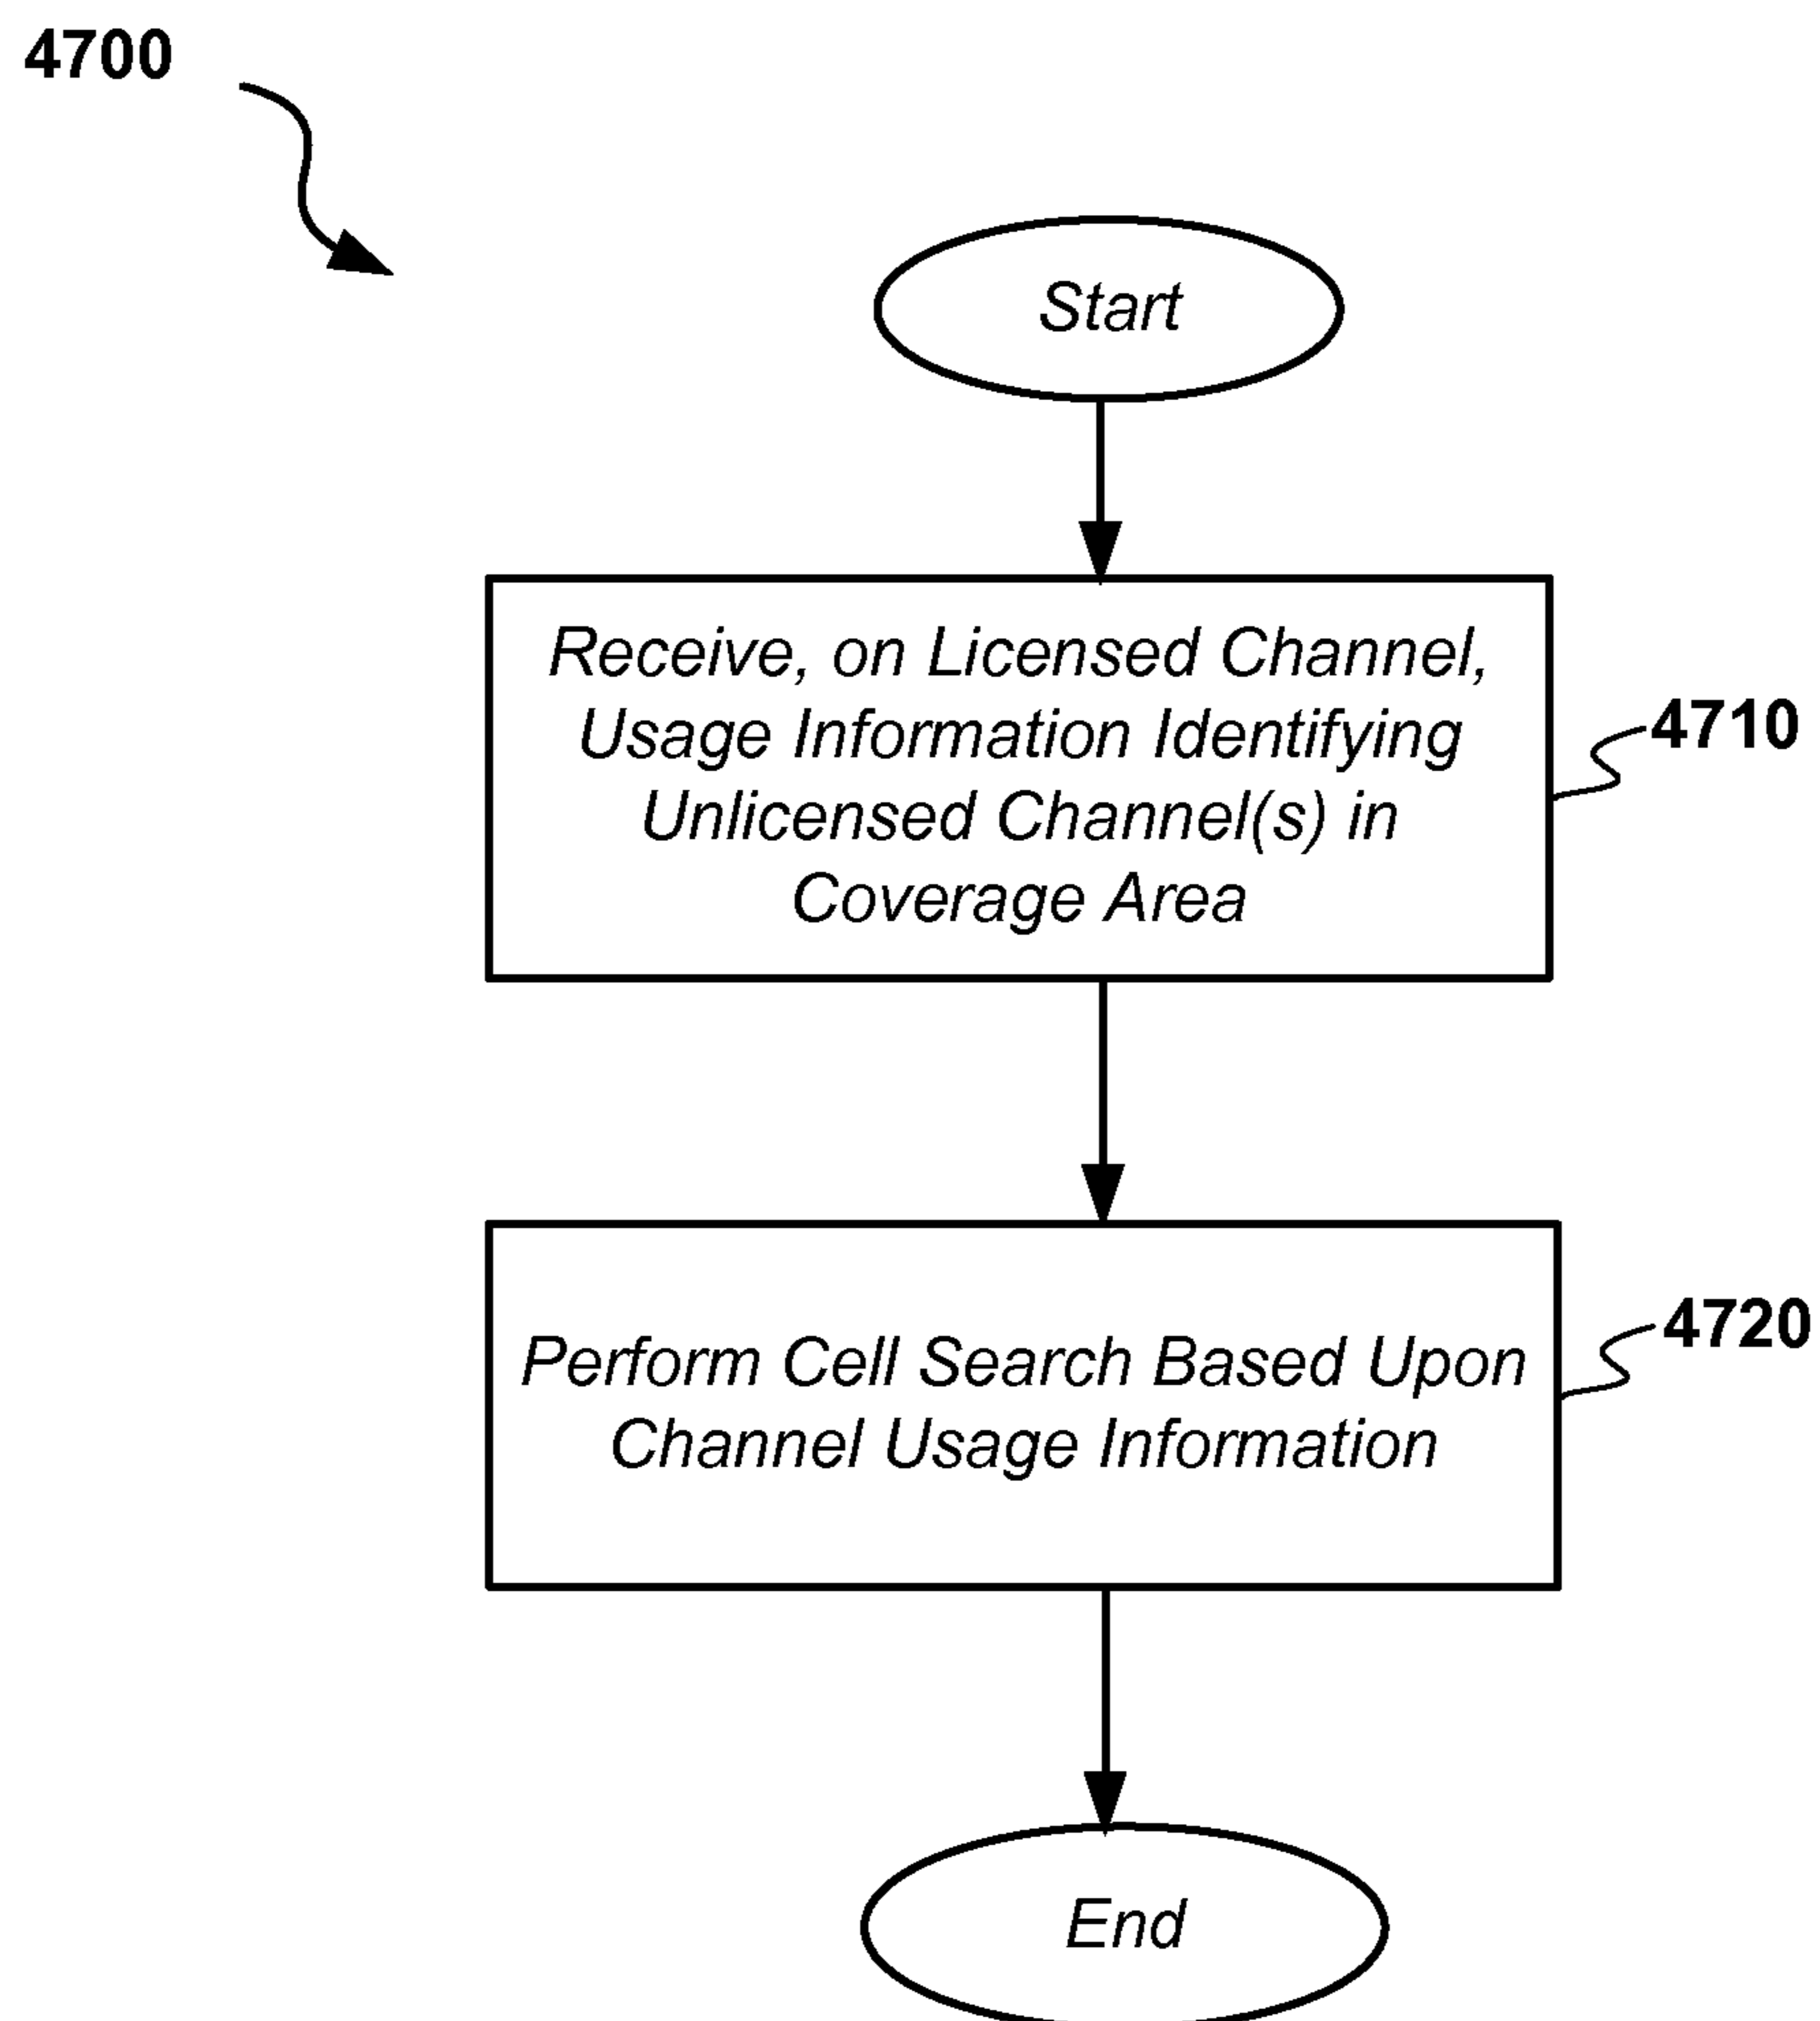 4700
Start
Receive, on Licensed Channel,
Usage Information Identifying
Unlicensed Channel(s) in
Coverage Area
4710
Perform Cell Search Based Upon
Channel Usage Information
4720
End